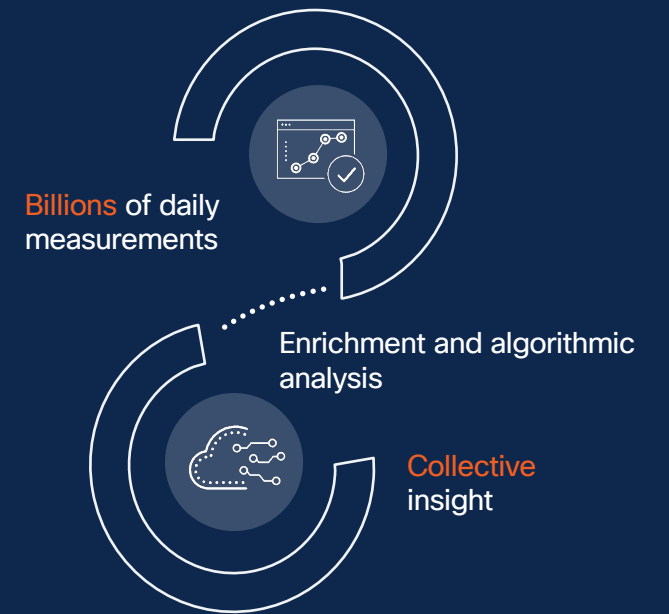 Billions of daily
measurements
Enrichment and algorithmic
analysis
Collective
insight